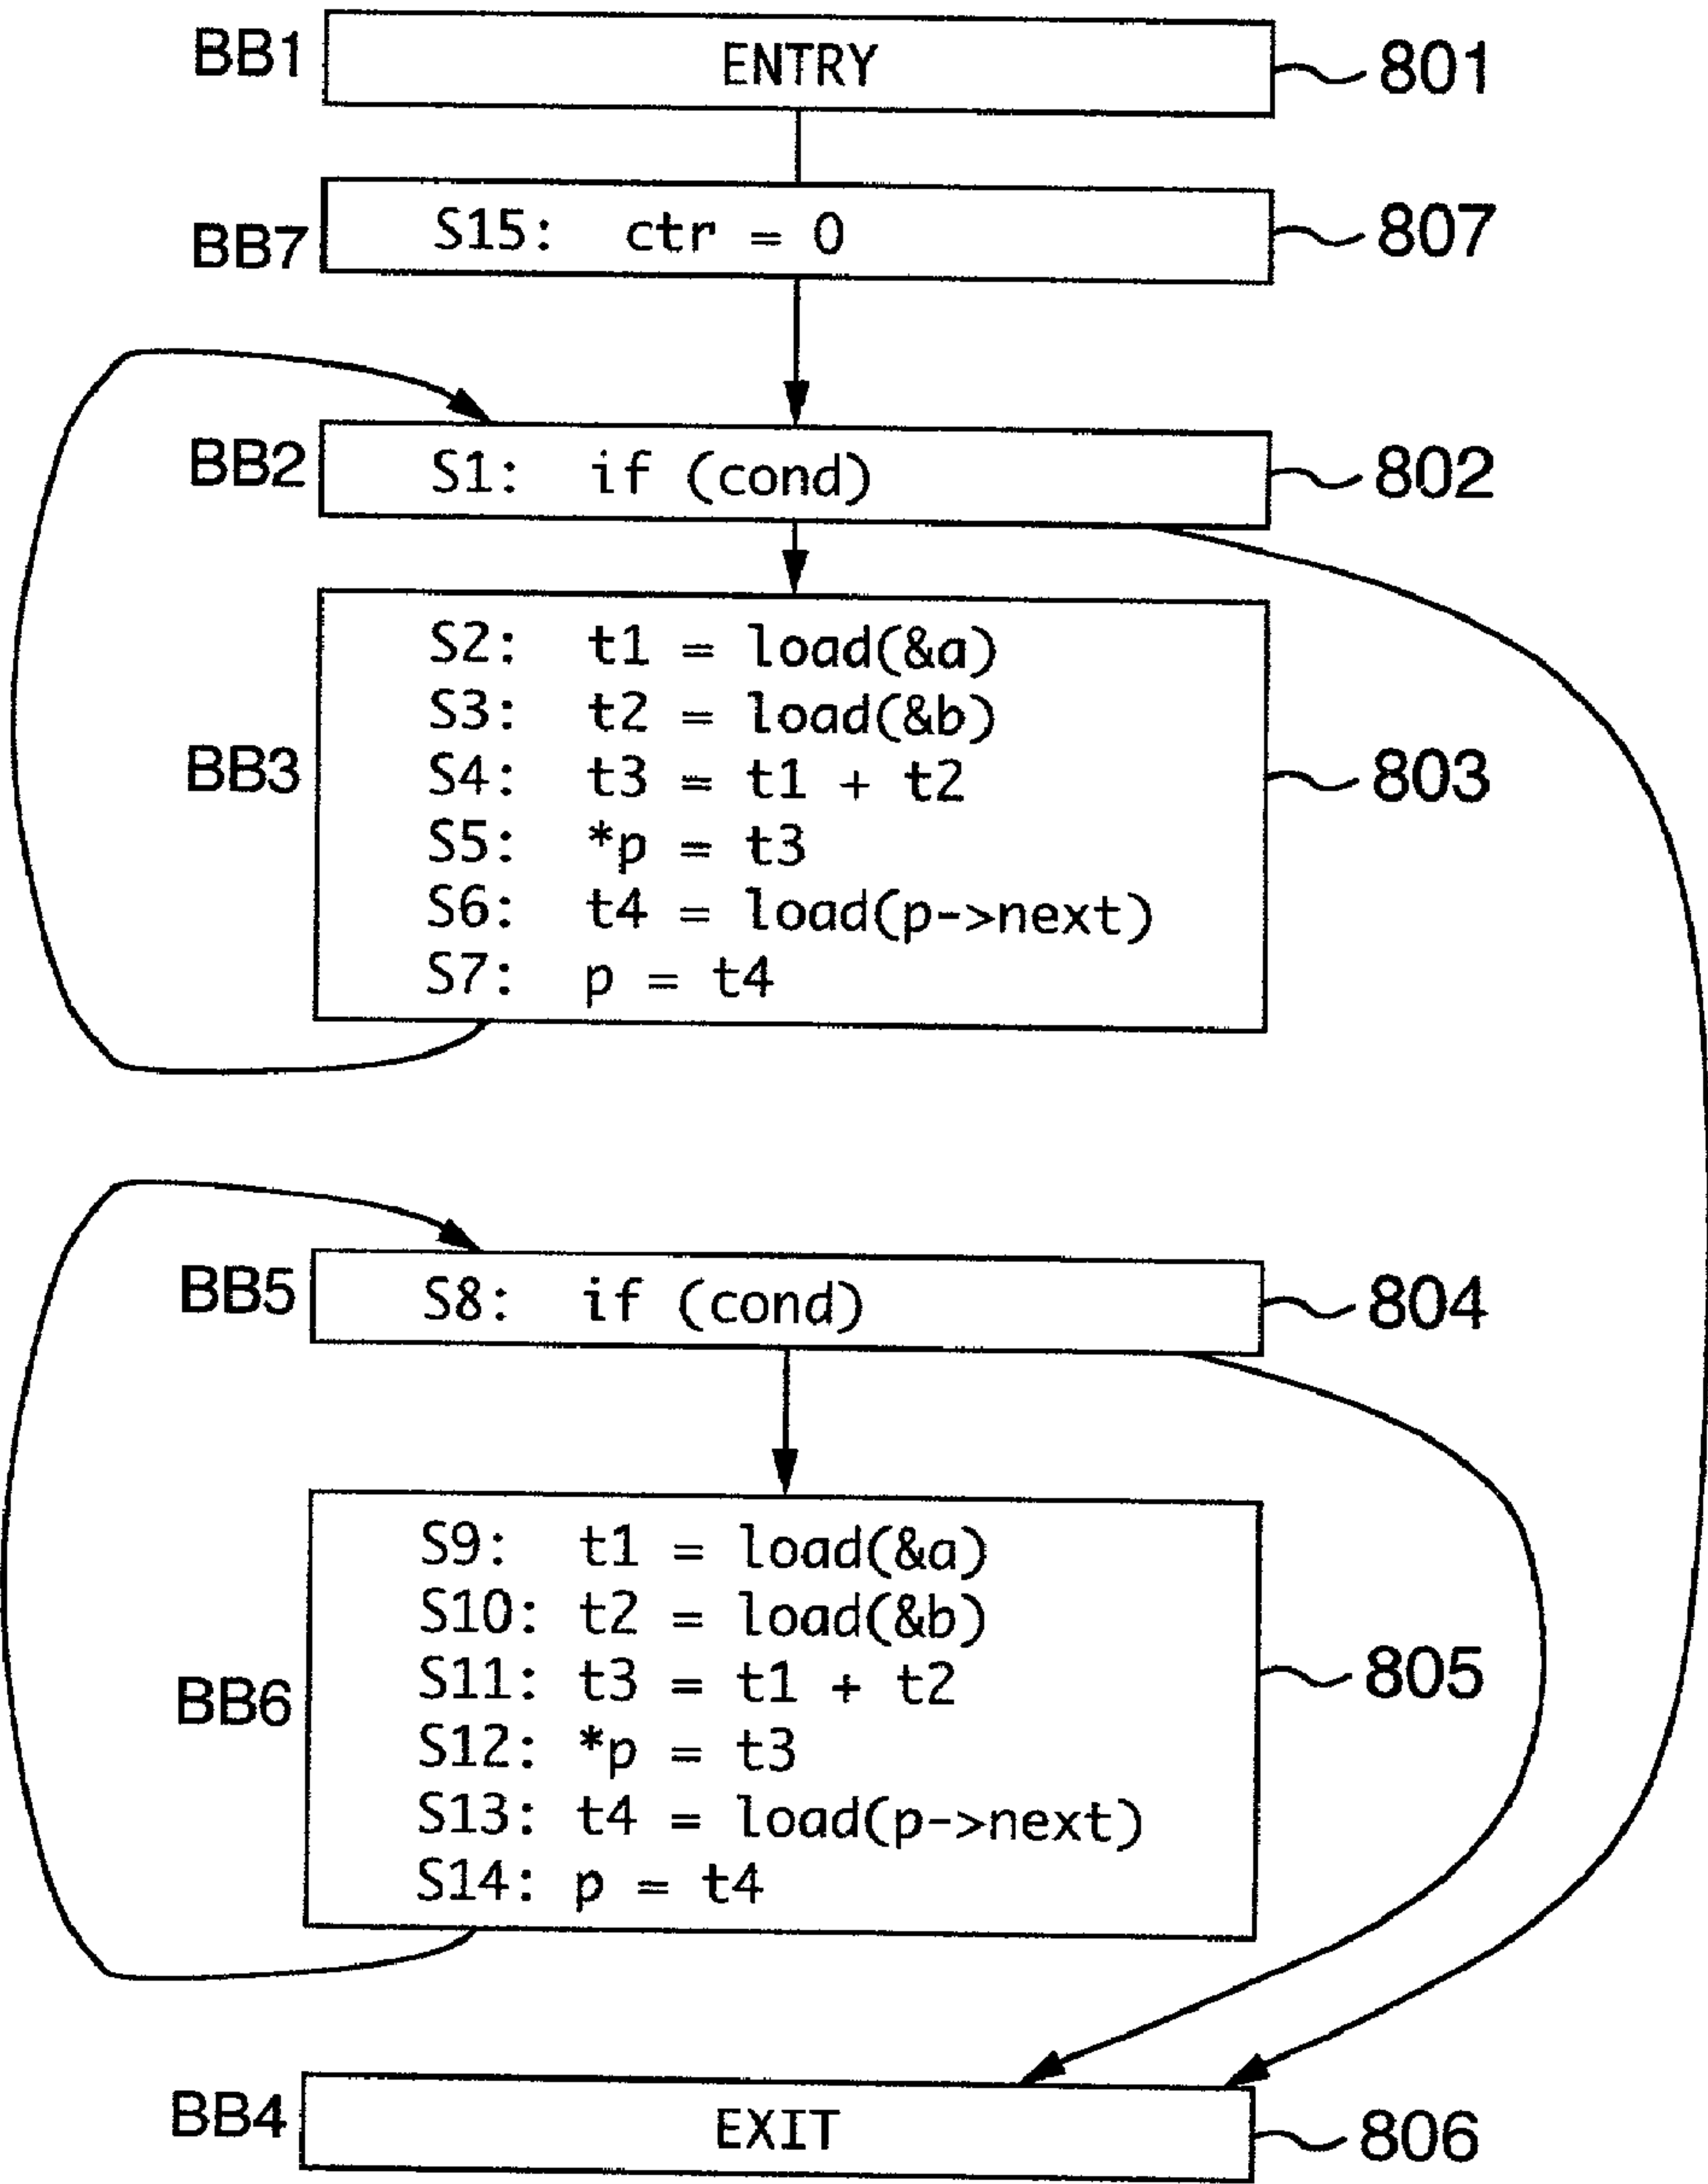 BB1 ENTRY 801
BB7 S15: ctr = 0 807
BB2 S1: if (cond) 802
S2: t1 = load(&a)
S3: t2 = load(&b)
BB3 S4: t3 = t1 + t2 803
S5: *p = t3
S6: t4 = load(p->next)
S7: p = t4
BB5 S8: if (cond) 804
S9: t1 = load(&a)
S10: t2 = load(&b)
BB6 S11: t3 = t1 + t2 805
S12: *p = t3
S13: t4 = load(p->next)
S14: p = t4
BB4 EXIT 806